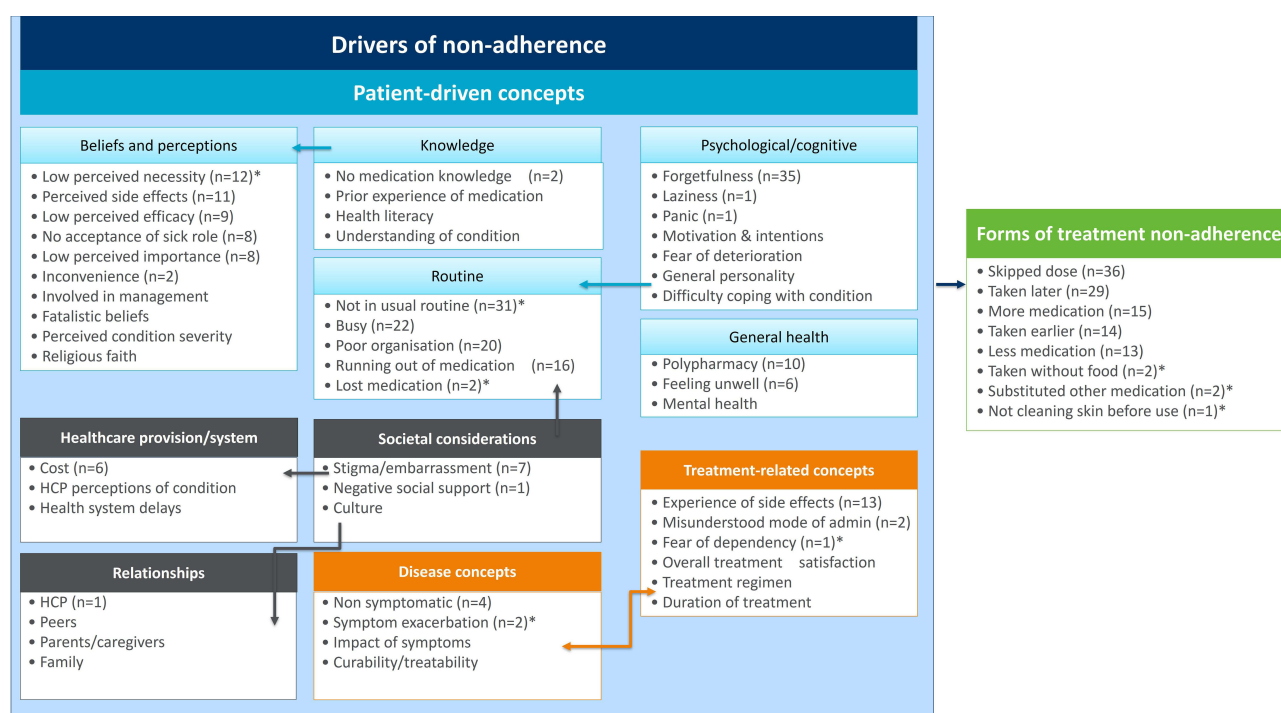 Drivers of non-adherence
Patient-driven concepts
Beliefs and perceptions
• Low perceived necessity (n=12)*
• Perceived side effects (n=11)
• Low perceived efficacy (n=9)
• No acceptance of sick role (n=8)
• Low perceived importance (n=8)
• Inconvenience (n=2)
• Involved in management
• Fatalistic beliefs
• Perceived condition severity
• Religious faith
Knowledge
• No medication knowledge (n=2)
• Prior experience of medication
• Health literacy
• Understanding of condition
Routine
• Not in usual routine (n=31)*
• Busy (n=22)
• Poor organisation (n=20)
• Running out of medication (n=16)
• Lost medication (n=2)*
Psychological/cognitive
• Forgetfulness (n=35)
• Laziness (n=1)
• Panic (n=1)
• Motivation & intentions
• Fear of deterioration
• General personality
• Difficulty coping with condition
General health
• Polypharmacy (n=10)
• Feeling unwell (n=6)
• Mental health
Healthcare provision/system
• Cost (n=6)
• HCP perceptions of condition
• Health system delays
Societal considerations
• Stigma/embarrassment (n=7)
• Negative social support (n=1)
• Culture
Treatment-related concepts
• Experience of side effects (n=13)
• Misunderstood mode of admin (n=2)
• Fear of dependency (n=1)*
• Overall treatment satisfaction
• Treatment regimen
• Duration of treatment
Relationships
• HCP (n=1)
• Peers
• Parents/caregivers
• Family
Disease concepts
• Non symptomatic (n=4)
• Symptom exacerbation (n=2)*
• Impact of symptoms
• Curability/treatability
Forms of treatment non-adherence
• Skipped dose (n=36)
• Taken later (n=29)
• More medication (n=15)
• Taken earlier (n=14)
• Less medication (n=13)
• Taken without food (n=2)*
• Substituted other medication (n=2)*
• Not cleaning skin before use (n=1)*